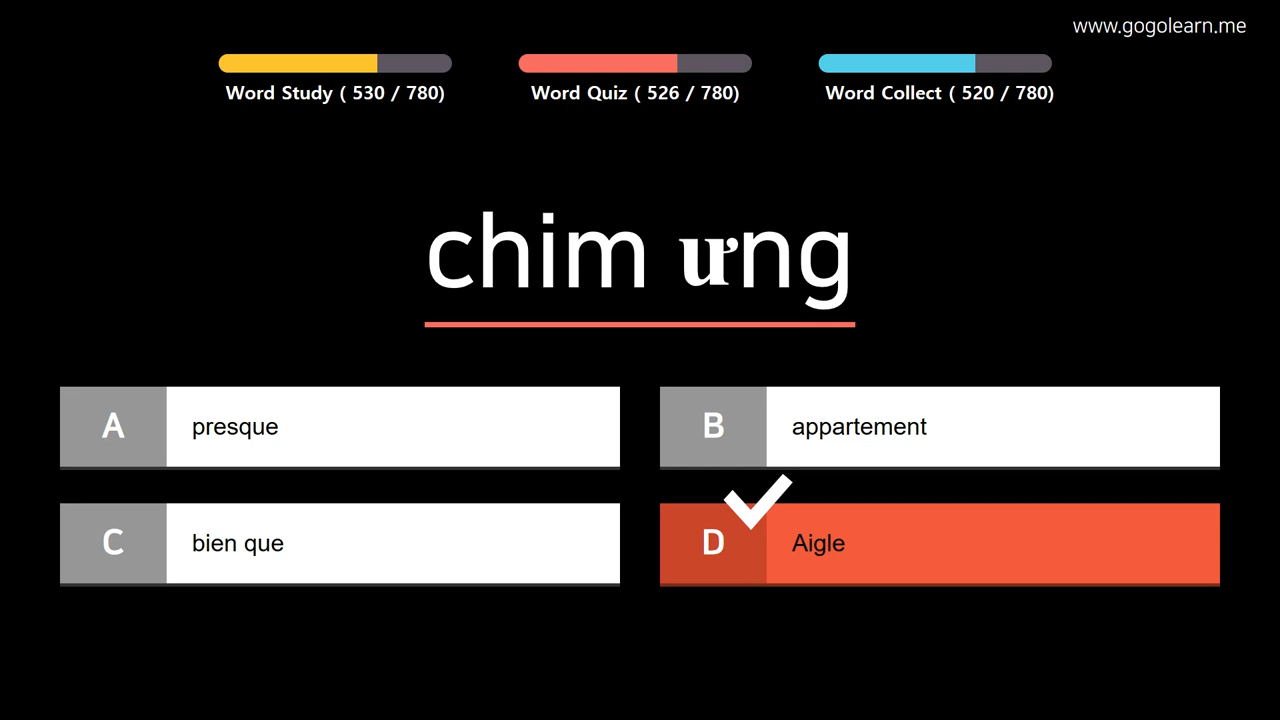 www.gogolearn.me
Word Study ( 530 / 780)
Word Quiz ( 526 / 780)
Word Collect ( 520 / 780)
chim ưng
A presque
B appartement
C bien que
D Aigle